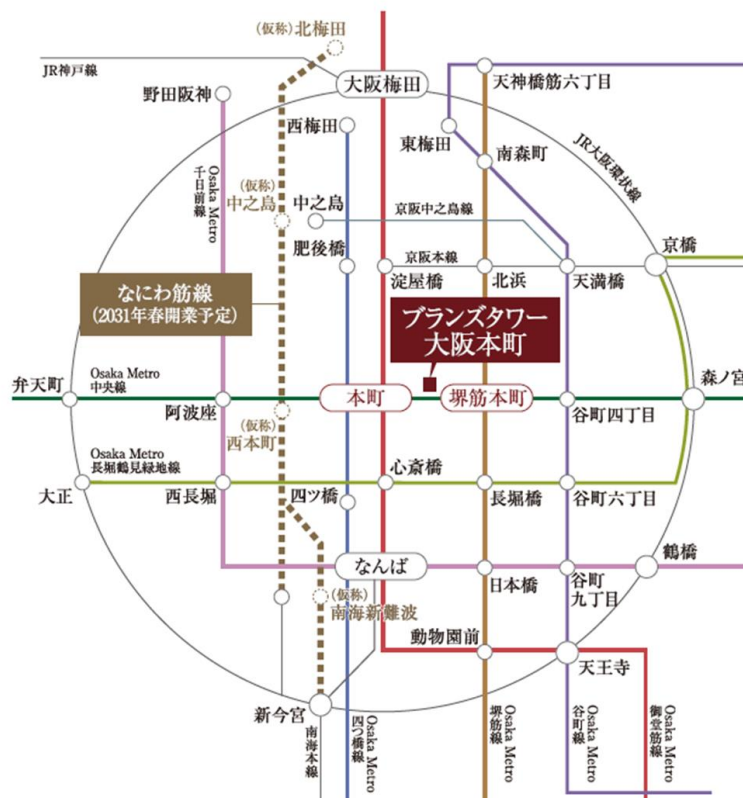 (仮称)北梅田
JR神戸線
大阪梅田
天神橋筋六丁目
野田阪神
西梅田
東梅田
南森町
JR大阪環状線
Osaka Metro
千日前線
(仮称)
中之島
中之島
京阪中之島線
肥後橋
京阪本線
淀屋橋
北浜
天満橋
京橋
なにわ筋線
(2031年春開業予定)
ブランズタワー
大阪本町
弁天町
Osaka Metro
中央線
阿波座
本町
堺筋本町
谷町四丁目
森ノ宮
(仮称)
西本町
Osaka Metro
長堀鶴見緑地線
大正
西長堀
四ツ橋
心斎橋
長堀橋
谷町六丁目
なんば
日本橋
谷町
九丁目
鶴橋
(仮称)
南海新難波
動物園前
天王寺
新今宮
南海本線
Osaka Metro
四つ橋線
Osaka Metro
堺筋線
Osaka Metro
谷町線
Osaka Metro
御堂筋線